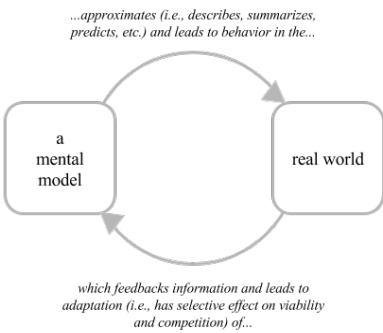 ...approximates (i.e., describes, summarizes,
predicts, etc.) and leads to behavior in the...
a
mental
model
real world
which feedbacks information and leads to
adaptation (i.e., has selective effect on viability
and competition) of...